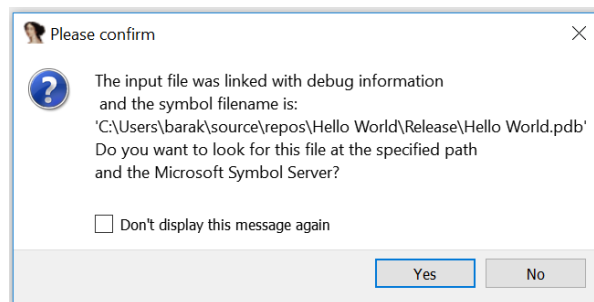 Please confirm
The input file was linked with debug information
and the symbol filename is:
'C:\Users\barak\source\repos\Hello World\Release\Hello World.pdb'
Do you want to look for this file at the specified path
and the Microsoft Symbol Server?
Don't display this message again
Yes No